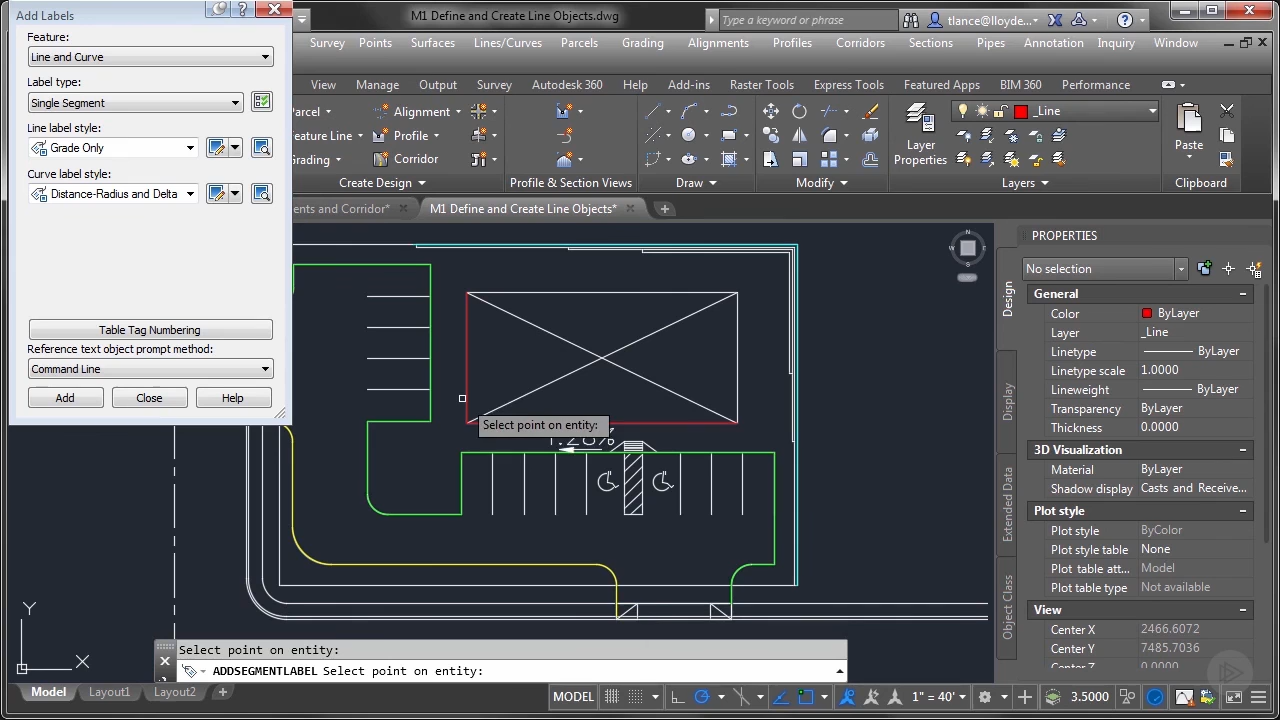 Add Labels
M1 Define and Create Line Objects.dwg
Type a keyword or phrase
tlance@lloyde...
Feature:
Line and Curve
Label type:
Single Segment
Line label style:
Grade Only
Curve label style:
Distance-Radius and Delta
Table Tag Numbering
Reference text object prompt method:
Command Line
Add
Close
Help
Survey
Points
Surfaces
Lines/Curves
Parcels
Grading
Alignments
Profiles
Corridors
Sections
Pipes
Annotation
Inquiry
Window
View
Manage
Output
Survey
Autodesk 360
Help
Add-ins
Raster Tools
Express Tools
Featured Apps
BIM 360
Performance
Parcel
Alignment
Feature Line
Profile
Grading
Corridor
Create Design
Profile & Section Views
Draw
Modify
Layer
Properties
_Line
Layers
Paste
Clipboard
ents and Corridor*
M1 Define and Create Line Objects*
N
W
S
Select point on entity:
1.28%
PROPERTIES
No selection
General
Color ByLayer
Layer _Line
Linetype ByLayer
Linetype scale 1.0000
Lineweight ByLayer
Transparency ByLayer
Thickness 0.0000
3D Visualization
Material ByLayer
Shadow display Casts and Receive...
Plot style
Plot style ByColor
Plot style table None
Plot table att... Model
Plot table type Not available
View
Center X 2466.6072
Center Y 7485.7036
Center Z 0.0000
Design
Display
Extended Data
Object Class
Y
X
Select point on entity:
ADDSEGMENTLABEL Select point on entity:
Model
Layout1
Layout2
+
MODEL
1" = 40'
3.5000